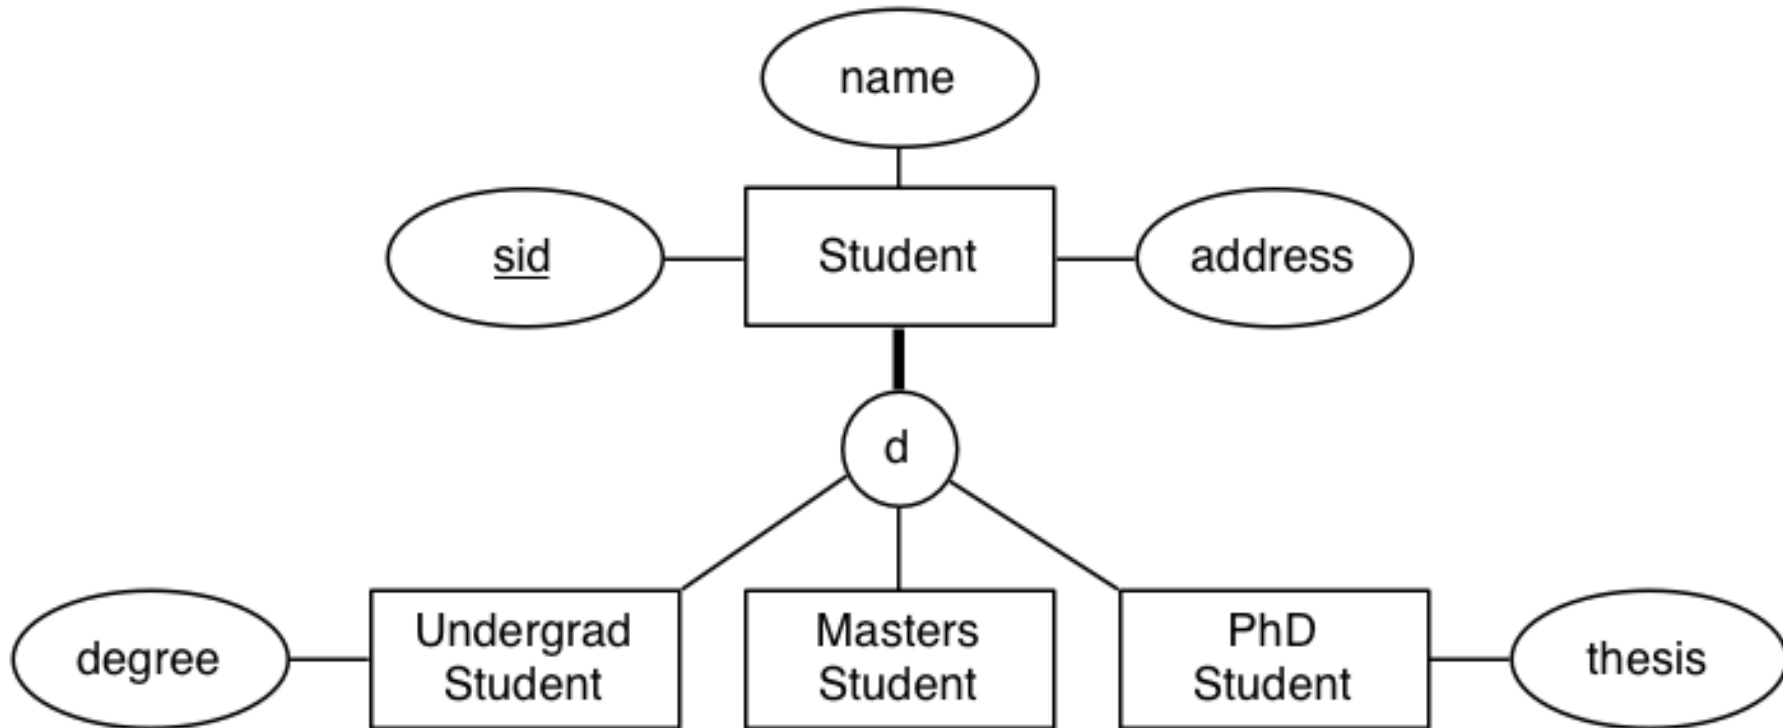 name
sid
Student
address
d
degree
Undergrad
Student
Masters
Student
PhD
Student
thesis